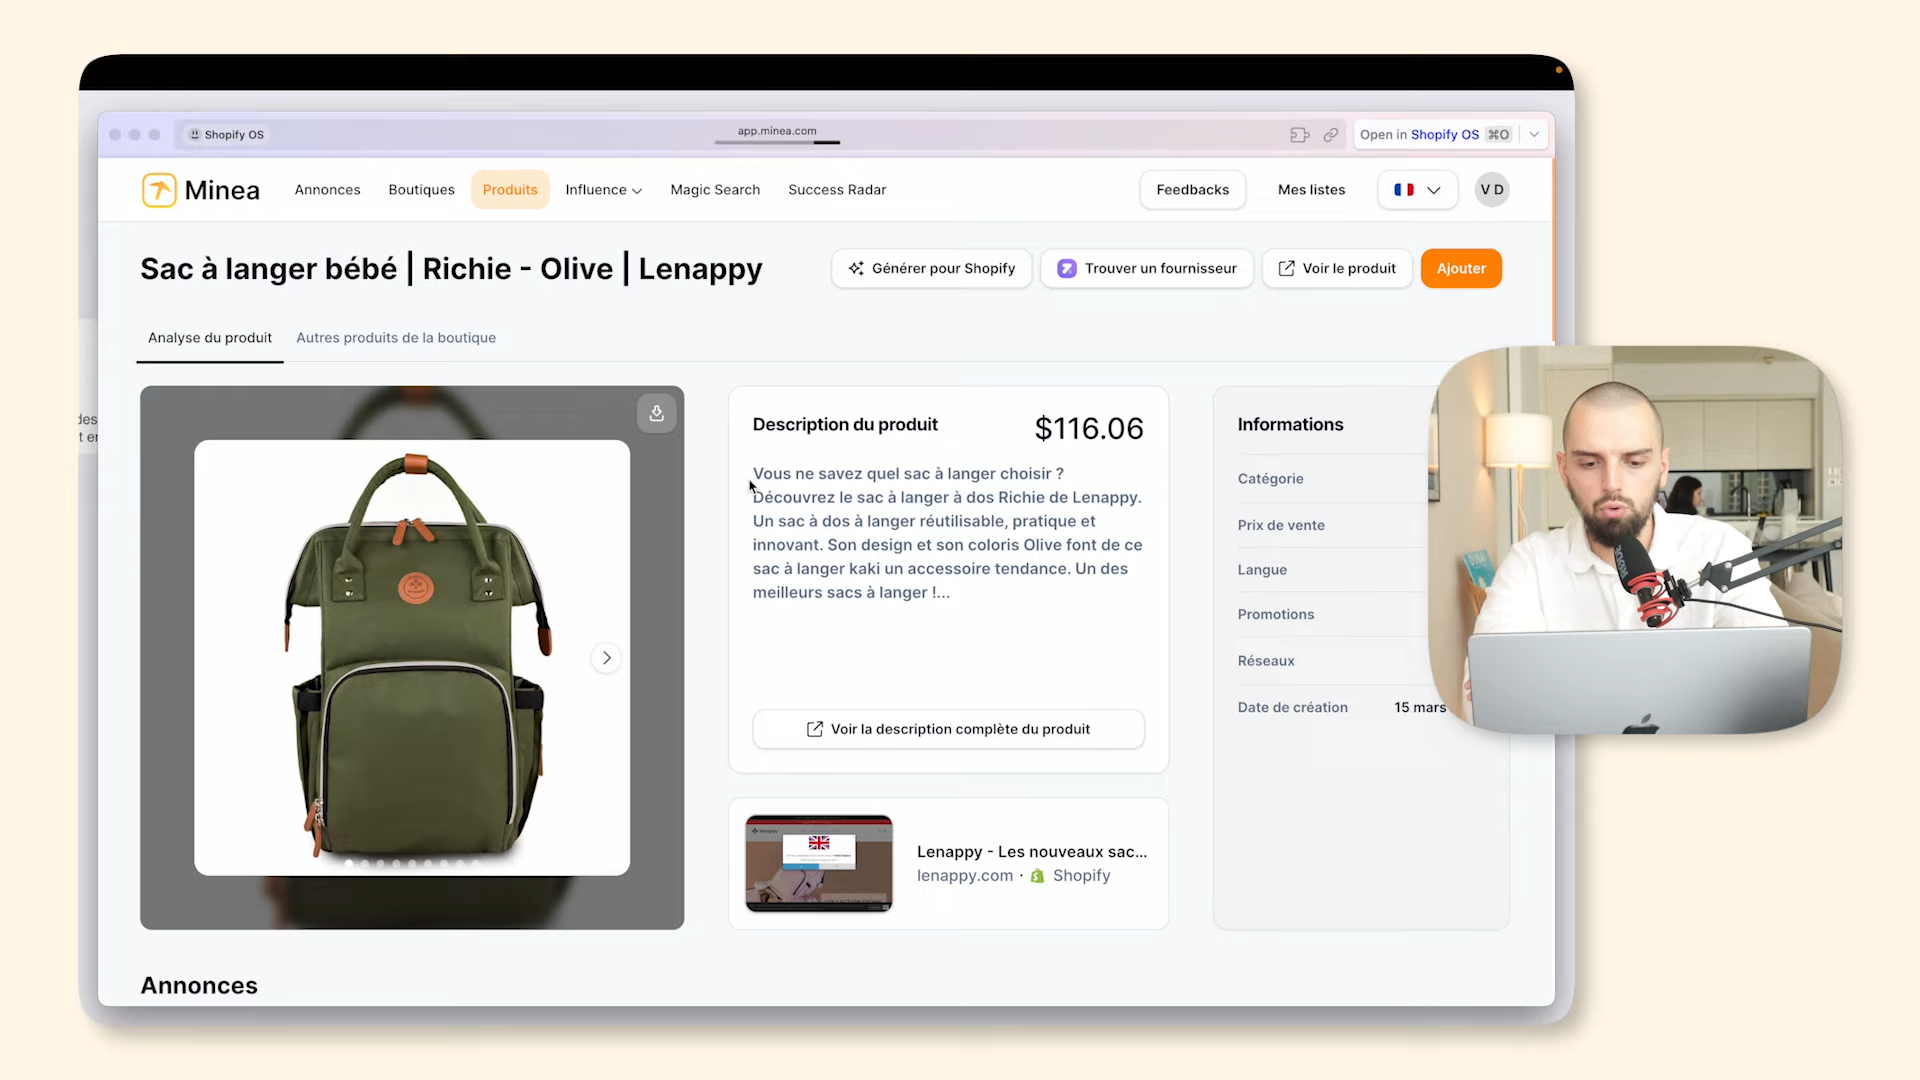 Shopify OS
app.minea.com
Open in Shopify OS ⌘O
Minea
Annonces
Boutiques
Produits
Influence
Magic Search
Success Radar
Feedbacks
Mes listes
V D
Sac à langer bébé | Richie - Olive | Lenappy
Générer pour Shopify
Trouver un fournisseur
Voir le produit
Ajouter
Analyse du produit
Autres produits de la boutique
Description du produit
$116.06
Vous ne savez quel sac à langer choisir ?
Découvrez le sac à langer à dos Richie de Lenappy.
Un sac à dos à langer réutilisable, pratique et
innovant. Son design et son coloris Olive font de ce
sac à langer kaki un accessoire tendance. Un des
meilleurs sacs à langer !...
Voir la description complète du produit
Lenappy - Les nouveaux sac...
lenappy.com · Shopify
Informations
Catégorie
Prix de vente
Langue
Promotions
Réseaux
Date de création 15 mars
Annonces